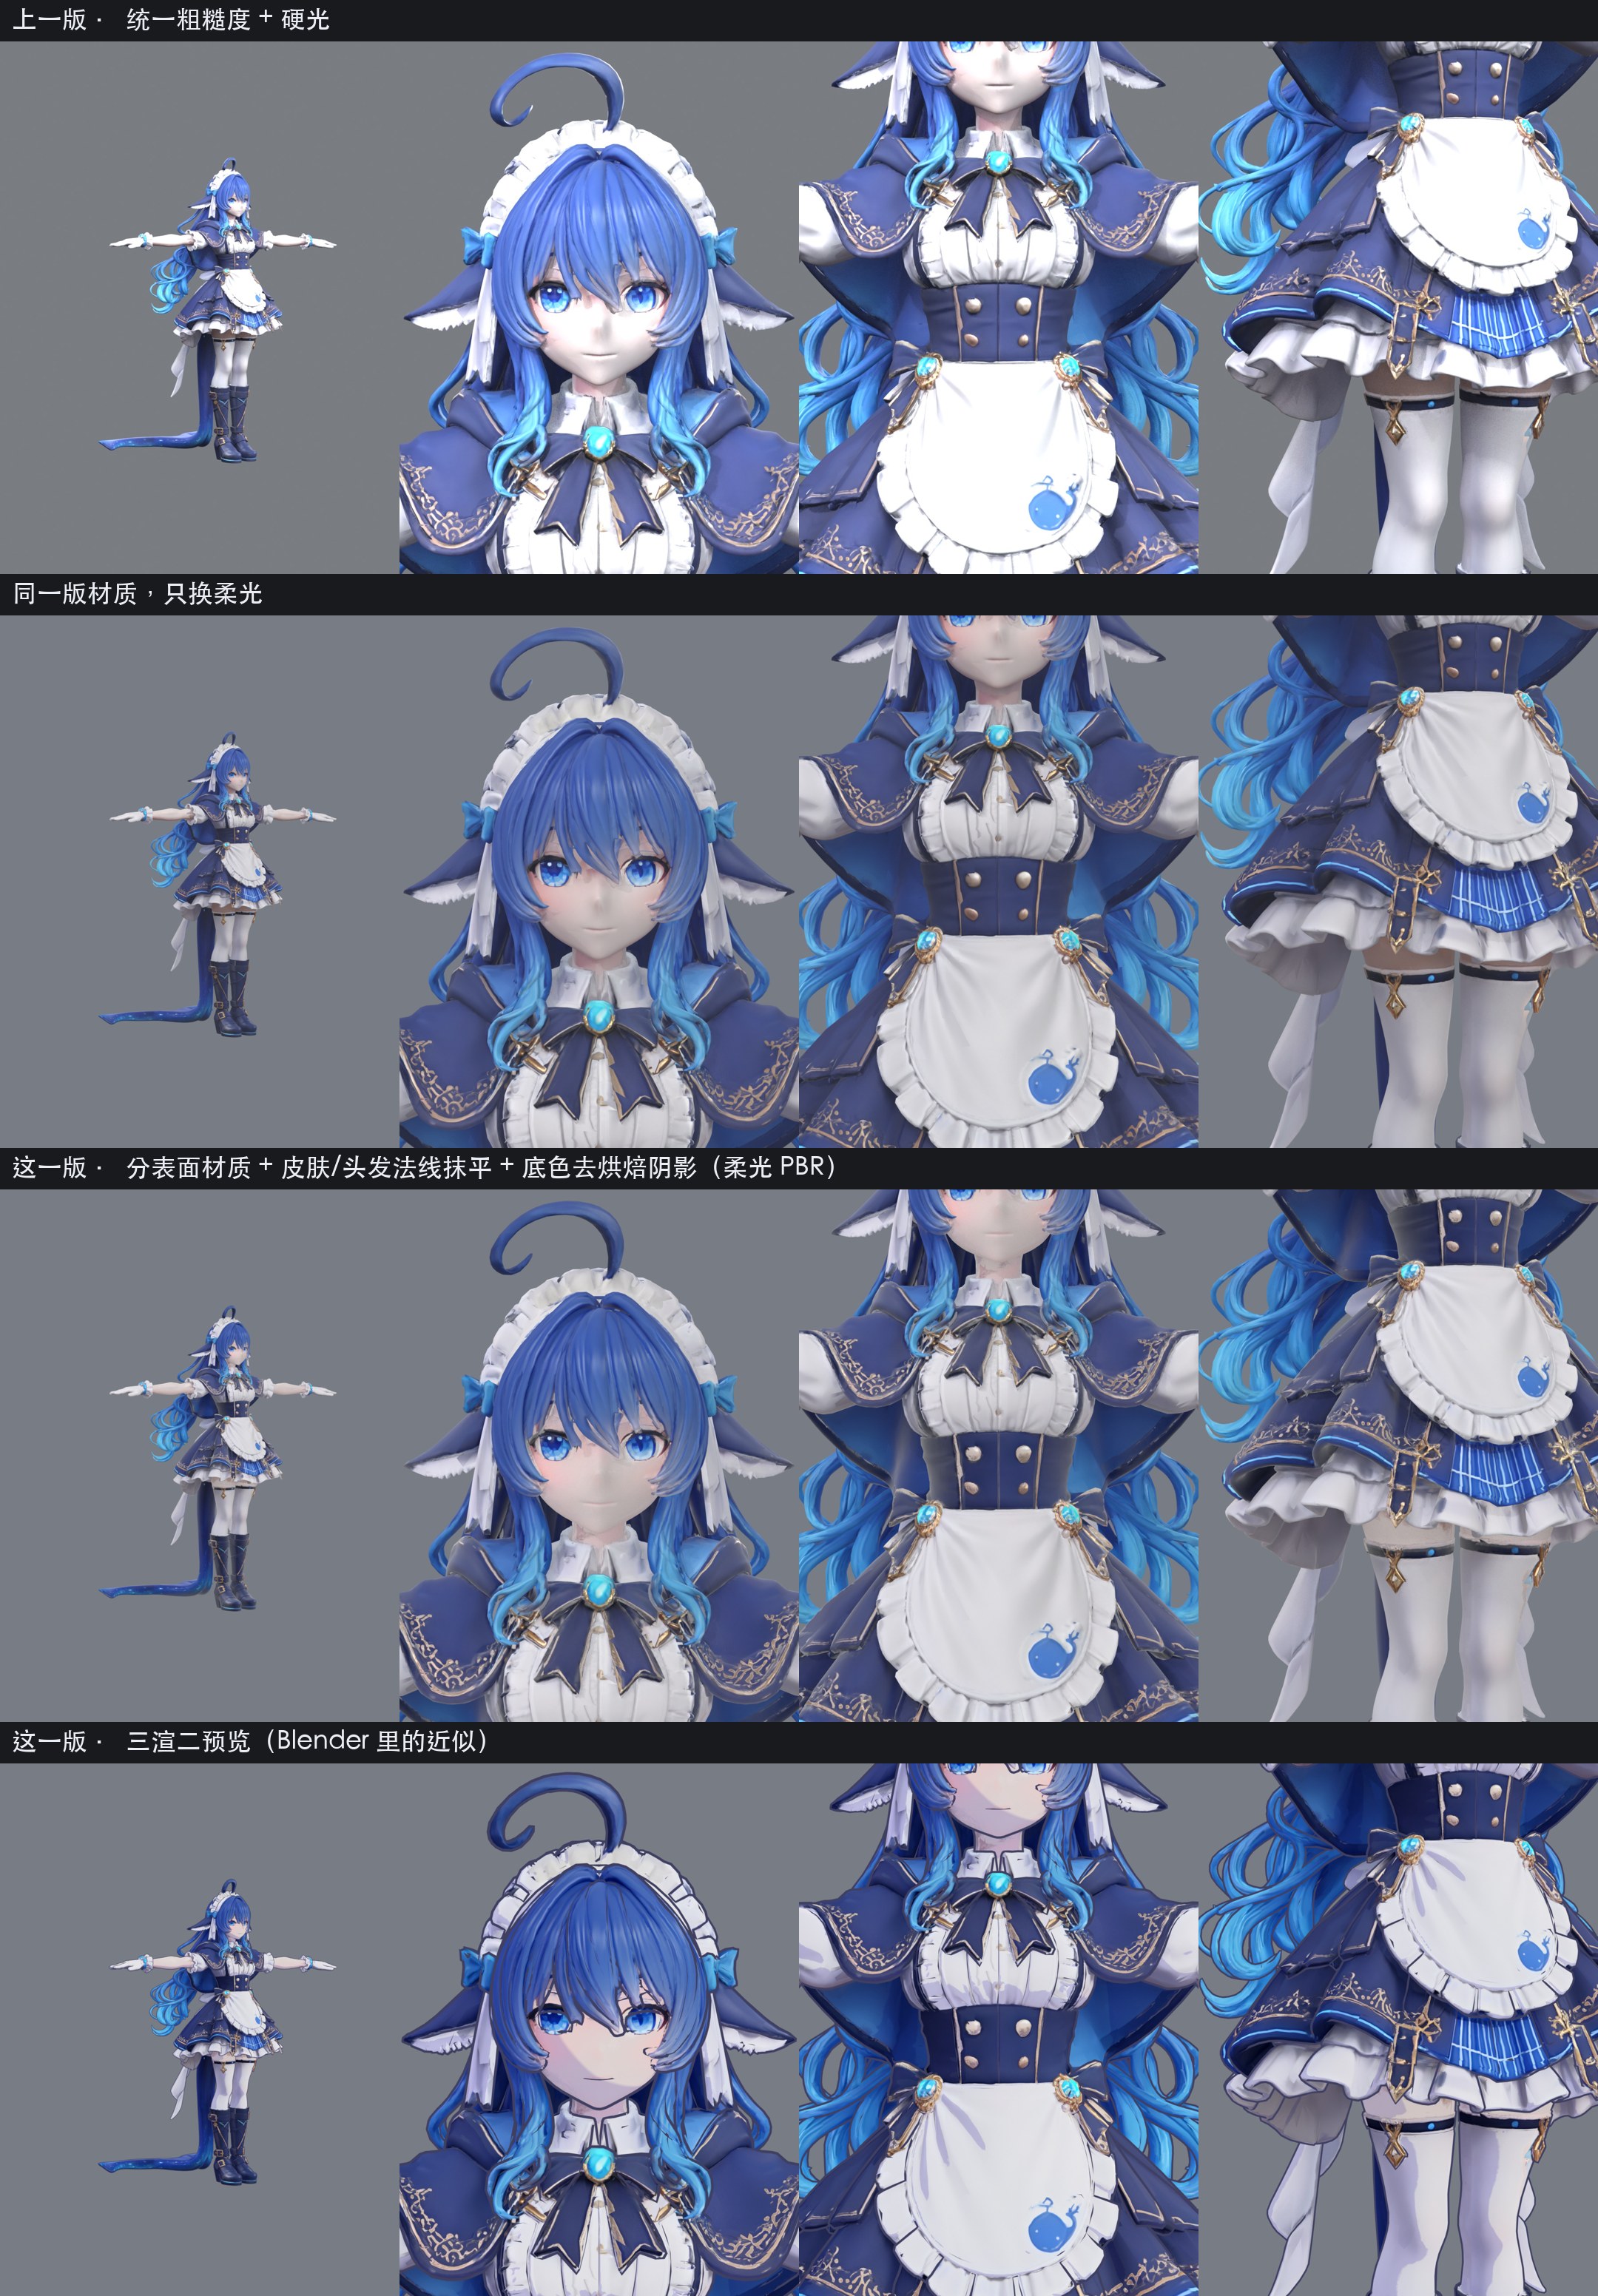 上一版 · 统一粗糙度 + 硬光
同一版材质，只换柔光
这一版 · 分表面材质 + 皮肤/头发法线抹平 + 底色去烘焙阴影（柔光 PBR）
这一版 · 三渲二预览（Blender 里的近似）